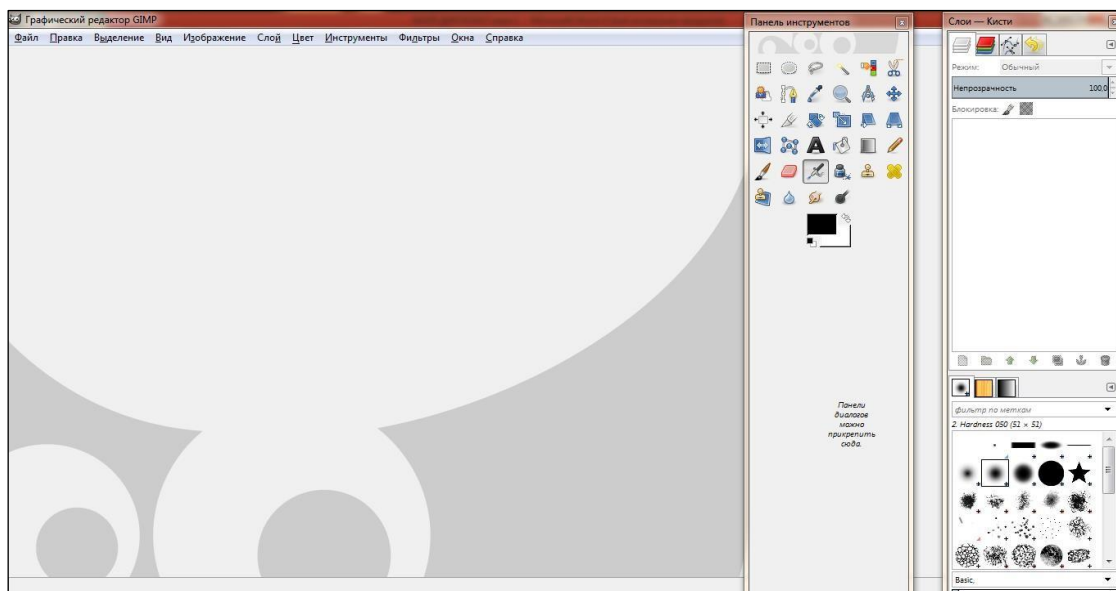 Графический редактор GIMP
Файл Правка Выделение Вид Изображение Слой Цвет Инструменты Фильтры Окна Справка
Панель инструментов
Панели
диалогов
можно
прикрепить
сюда.
Слои — Кисти
Режим: Обычный
Непрозрачность 100,0
Блокировка:
фильтр по меткам
2. Hardness 050 (51 × 51)
Basic,